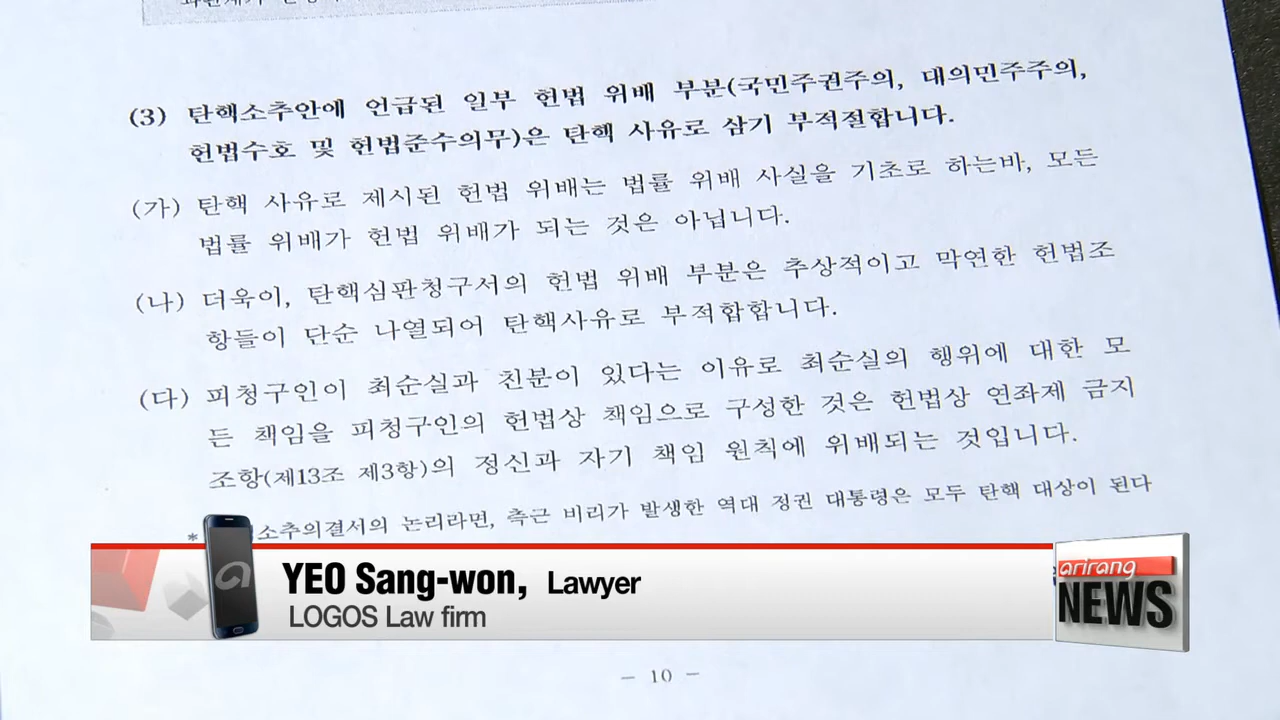 (3) 탄핵소추안에 언급된 일부 헌법 위배 부분(국민주권주의, 대의민주주의,
헌법수호 및 헌법준수의무)은 탄핵 사유로 삼기 부적절합니다.
(가) 탄핵 사유로 제시된 헌법 위배는 법률 위배 사실을 기초로 하는바, 모든
법률 위배가 헌법 위배가 되는 것은 아닙니다.
(나) 더욱이, 탄핵심판청구서의 헌법 위배 부분은 추상적이고 막연한 헌법조
항들이 단순 나열되어 탄핵사유로 부적합합니다.
(다) 피청구인이 최순실과 친분이 있다는 이유로 최순실의 행위에 대한 모
든 책임을 피청구인의 헌법상 책임으로 구성한 것은 헌법상 연좌제 금지
조항(제13조 제3항)의 정신과 자기 책임 원칙에 위배되는 것입니다.
* 소추의결서의 논리라면, 측근 비리가 발생한 역대 정권 대통령은 모두 탄핵 대상이 된다
YEO Sang-won, Lawyer
LOGOS Law firm
arirang
NEWS
- 10 -